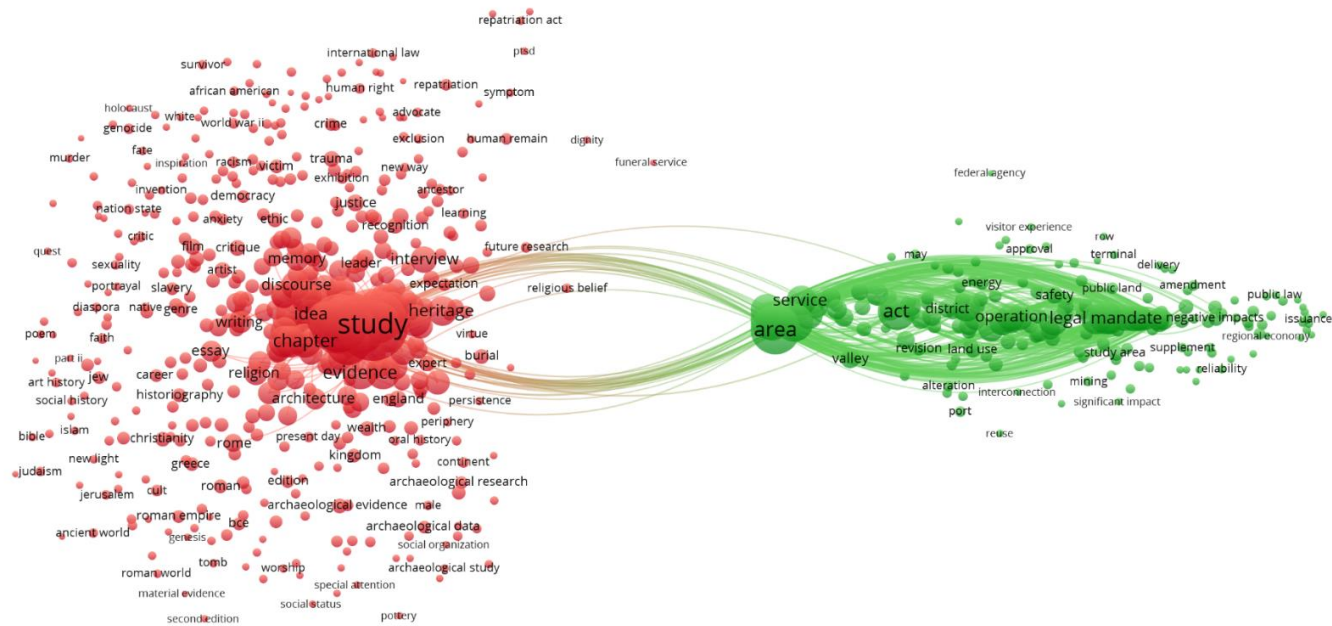 repatriation act
ptsd
international law
survivor
human right
repatriation
african american
symptom
holocaust
white
world war ii
advocate
genocide
crime
exclusion
human remain
dignity
fate
murder
inspiration
racism
victim
trauma
new way
funeral service
exhibition
federal agency
invention
democracy
ancestor
justice
nation state
anxiety
ethic
learning
recognition
visitor experience
critic
row
quest
film
critique
future research
approval
may
terminal
memory
leader
interview
sexuality
artist
delivery
portrayal
slavery
discourse
expectation
religious belief
energy
public land
amendment
diaspora
native
genre
service
safety
public law
idea
heritage
act
district
poem
writing
study
area
operation
legal mandate
negative impacts
issuance
faith
chapter
virtue
regional economy
part ii
essay
burial
valley
revision
land use
study area
supplement
art history
jew
career
religion
evidence
expert
reliability
social history
historiography
architecture
england
persistence
alteration
interconnection
mining
significant impact
port
bible
islam
christianity
rome
present day
wealth
oral history
periphery
reuse
judaism
new light
greece
kingdom
continent
jerusalem
cult
roman
edition
archaeological research
roman empire
bce
archaeological evidence
male
ancient world
genesis
archaeological data
social organization
roman world
tomb
worship
archaeological study
material evidence
special attention
social status
second edition
pottery